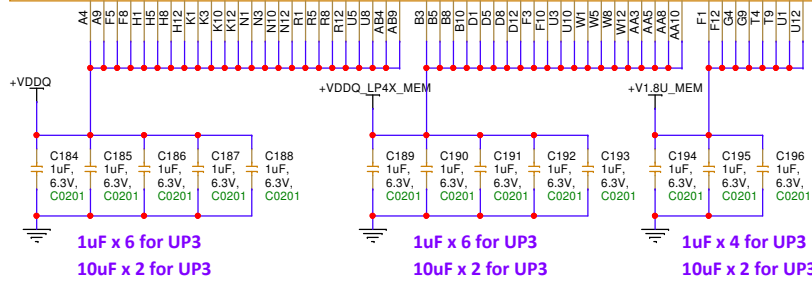 A4 A9 F5 F8 H1 H5 H8 H12 K1 K3 K10 K12 N1 N3 N10 N12 R1 R5 R8 R12 U5 U8 AB4 AB9
B3 B5 B8 B10 D1 D5 D8 D12 F3 F10 U3 U10 W1 W5 W8 W12 AA3 AA5 AA8 AA10
F1 F12 G4 G9 T4 T9 U1 U12
+VDDQ
+VDDQ_LP4X_MEM
+V1.8U_MEM
C184
1uF,
6.3V,
C0201
C185
1uF,
6.3V,
C0201
C186
1uF,
6.3V,
C0201
C187
1uF,
6.3V,
C0201
C188
1uF,
6.3V,
C0201
C189
1uF,
6.3V,
C0201
C190
1uF,
6.3V,
C0201
C191
1uF,
6.3V,
C0201
C192
1uF,
6.3V,
C0201
C193
1uF,
6.3V,
C0201
C194
1uF,
6.3V,
C0201
C195
1uF,
6.3V,
C0201
C196
1uF,
6.3V,
C0201
1uF x 6 for UP3
10uF x 2 for UP3
1uF x 6 for UP3
10uF x 2 for UP3
1uF x 4 for UP3
10uF x 2 for UP3